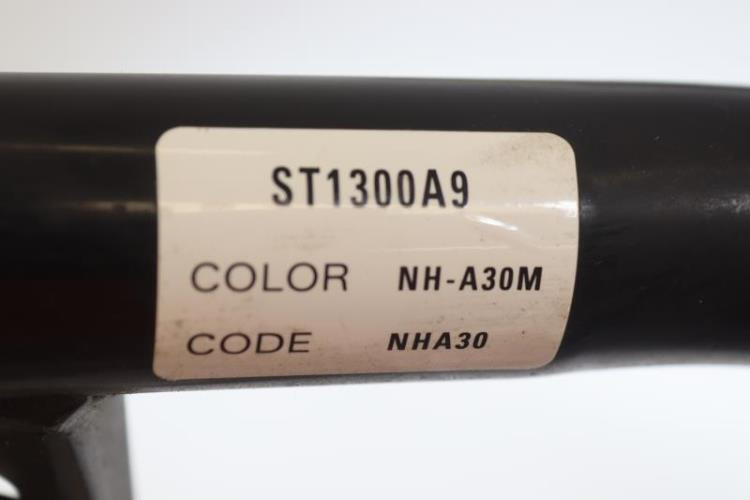 ST1300A9
COLOR NH-A30M
CODE NHA30